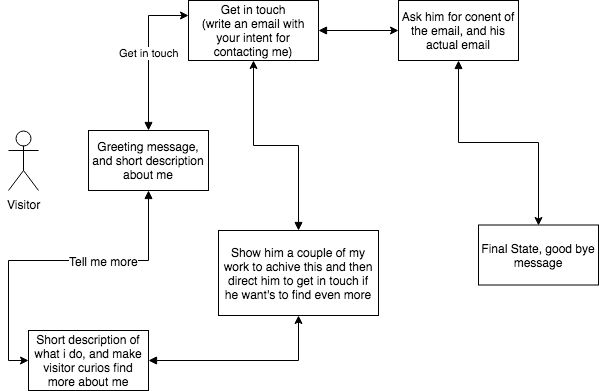 Get in touch
(write an email with
your intent for
contacting me)
Ask him for conent of
the email, and his
actual email
Get in touch
Greeting message,
and short description
about me
Visitor
Tell me more
Show him a couple of my
work to achive this and then
direct him to get in touch if
he want's to find even more
Final State, good bye
message
Short description of
what i do, and make
visitor curios find
more about me